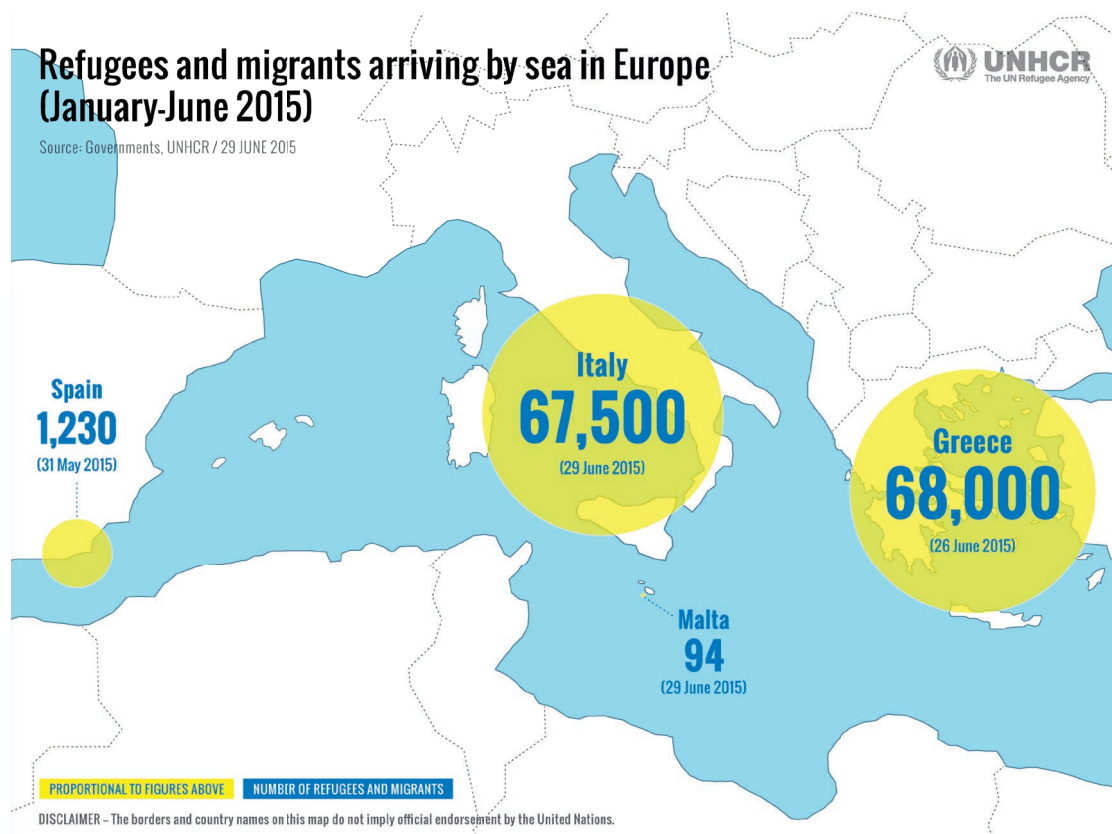 Refugees and migrants arriving by sea in Europe
(January-June 2015)
Source: Governments, UNHCR / 29 JUNE 2015
UNHCR
The UN Refugee Agency
Spain
1,230
(31 May 2015)
Italy
67,500
(29 June 2015)
Greece
68,000
(26 June 2015)
Malta
94
(29 June 2015)
PROPORTIONAL TO FIGURES ABOVE
NUMBER OF REFUGEES AND MIGRANTS
DISCLAIMER – The borders and country names on this map do not imply official endorsement by the United Nations.